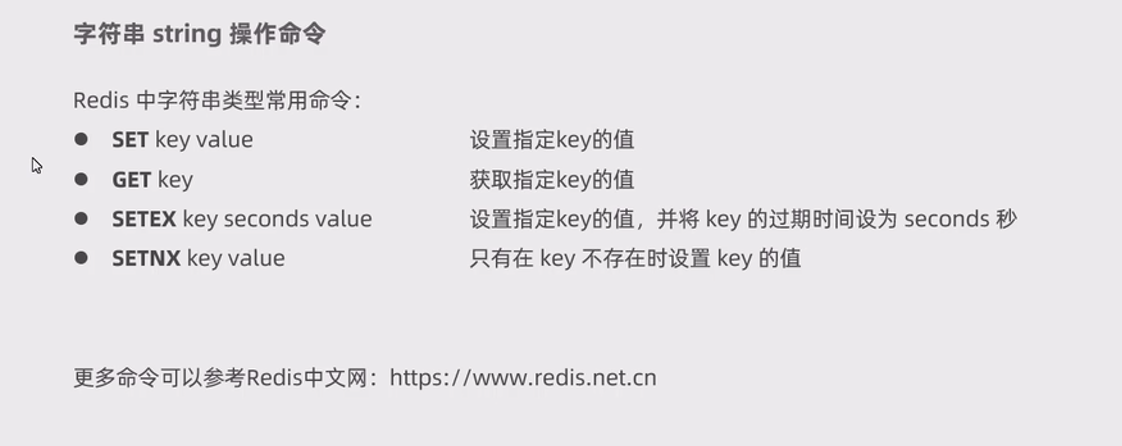 字符串 string 操作命令
Redis 中字符串类型常用命令：
● SET key value 设置指定key的值
● GET key 获取指定key的值
● SETEX key seconds value 设置指定key的值，并将 key 的过期时间设为 seconds 秒
● SETNX key value 只有在 key 不存在时设置 key 的值
更多命令可以参考Redis中文网：https://www.redis.net.cn